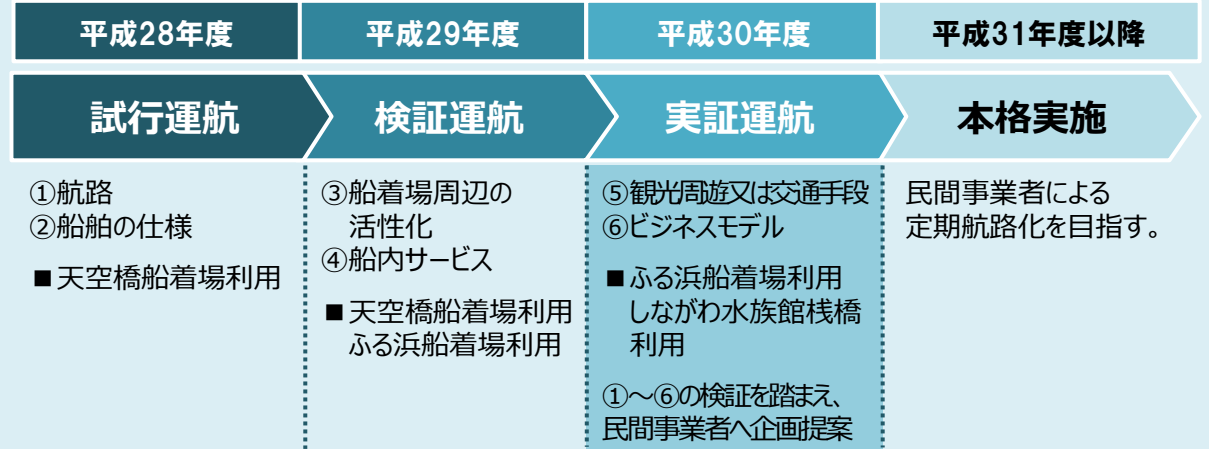 平成28年度
平成29年度
平成30年度
平成31年度以降
試行運航
検証運航
実証運航
本格実施
①航路
②船舶の仕様
■天空橋船着場利用
③船着場周辺の
活性化
④船内サービス
■天空橋船着場利用
ふる浜船着場利用
⑤観光周遊又は交通手段
⑥ビジネスモデル
■ふる浜船着場利用
しながわ水族館桟橋
利用
①～⑥の検証を踏まえ、
民間事業者へ企画提案
民間事業者による
定期航路化を目指す。